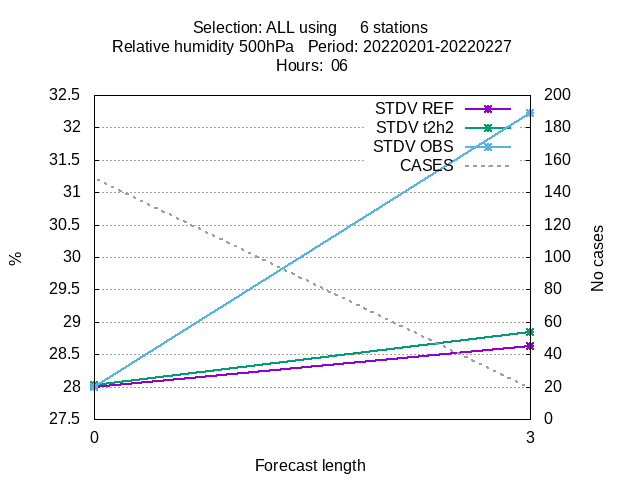 Selection: ALL using 6 stations
Relative humidity 500hPa Period: 20220201-20220227
Hours: 06
32.5
32
31.5
31
30.5
30
29.5
29
28.5
28
27.5
%
STDV REF
STDV t2h2
STDV OBS
CASES
200
180
160
140
120
100
80
60
40
20
0
No cases
0
3
Forecast length